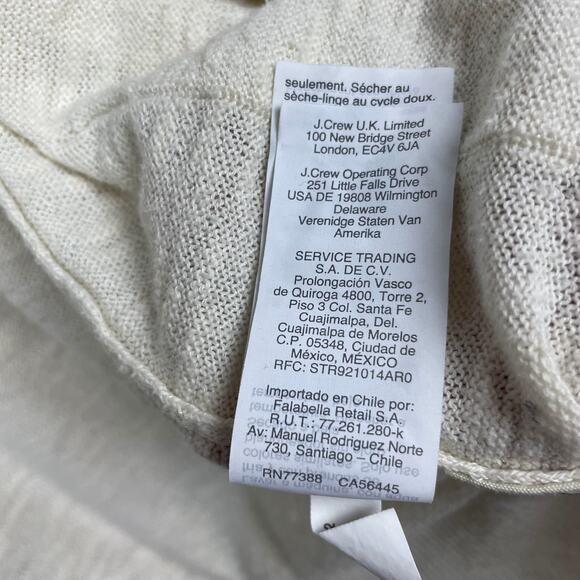 seulement. Sécher au
sèche-linge au cycle doux.
J.Crew U.K. Limited
100 New Bridge Street
London, EC4V 6JA
J.Crew Operating Corp
251 Little Falls Drive
USA DE 19808 Wilmington
Delaware
Verenidge Staten Van
Amerika
SERVICE TRADING
S.A. DE C.V.
Prolongación Vasco
de Quiroga 4800, Torre 2,
Piso 3 Col. Santa Fe
Cuajimalpa, Del.
Cuajimalpa de Morelos
C.P. 05348, Ciudad de
México, MÉXICO
RFC: STR921014AR0
Importado en Chile por:
Falabella Retail S.A.
R.U.T: 77.261.280-k
Av: Manuel Rodriguez Norte
730, Santiago – Chile
RN77388 CA56445